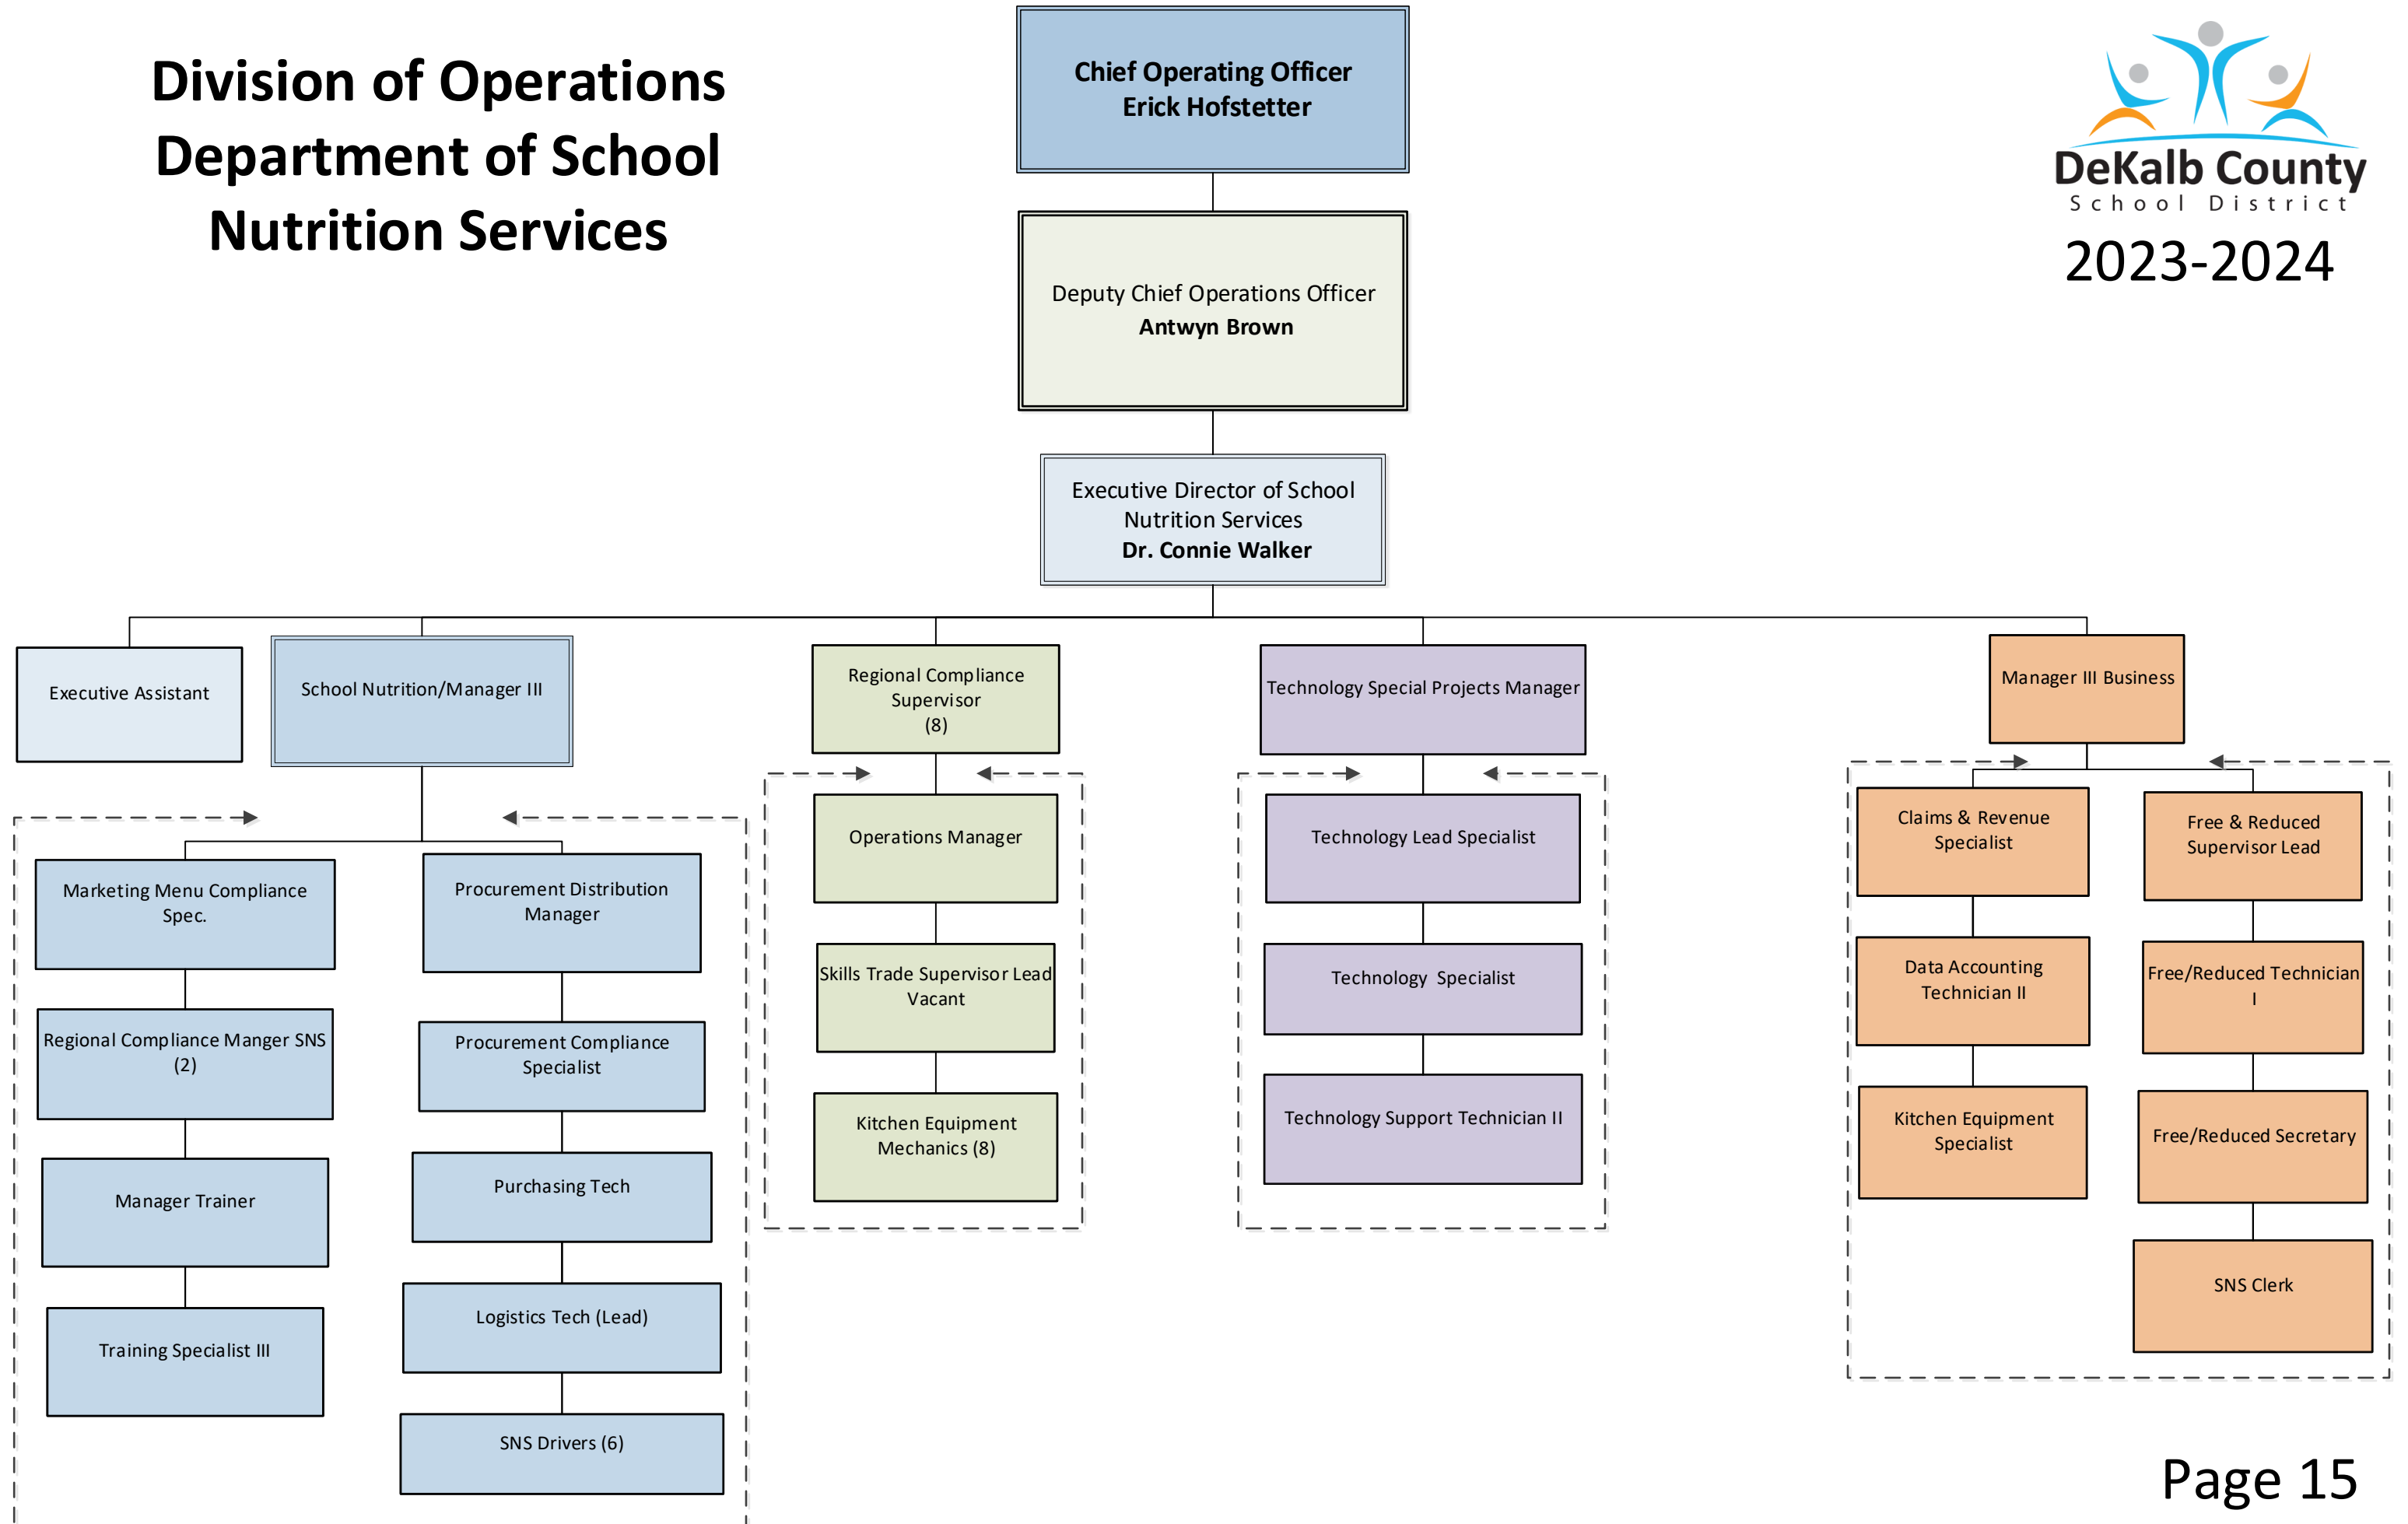 Division of Operations
Department of School
Nutrition Services
Chief Operating Officer
Erick Hofstetter
DeKalb County
School District
2023-2024
Deputy Chief Operations Officer
Antwyn Brown
Executive Director of School
Nutrition Services
Dr. Connie Walker
Executive Assistant
School Nutrition/Manager III
Regional Compliance
Supervisor
(8)
Technology Special Projects Manager
Manager III Business
Marketing Menu Compliance
Spec.
Regional Compliance Manger SNS
(2)
Manager Trainer
Training Specialist III
Procurement Distribution
Manager
Procurement Compliance
Specialist
Purchasing Tech
Logistics Tech (Lead)
SNS Drivers (6)
Operations Manager
Skills Trade Supervisor Lead
Vacant
Kitchen Equipment
Mechanics (8)
Technology Lead Specialist
Technology Specialist
Technology Support Technician II
Claims & Revenue
Specialist
Data Accounting
Technician II
Kitchen Equipment
Specialist
Free & Reduced
Supervisor Lead
Free/Reduced Technician
I
Free/Reduced Secretary
SNS Clerk
Page 15